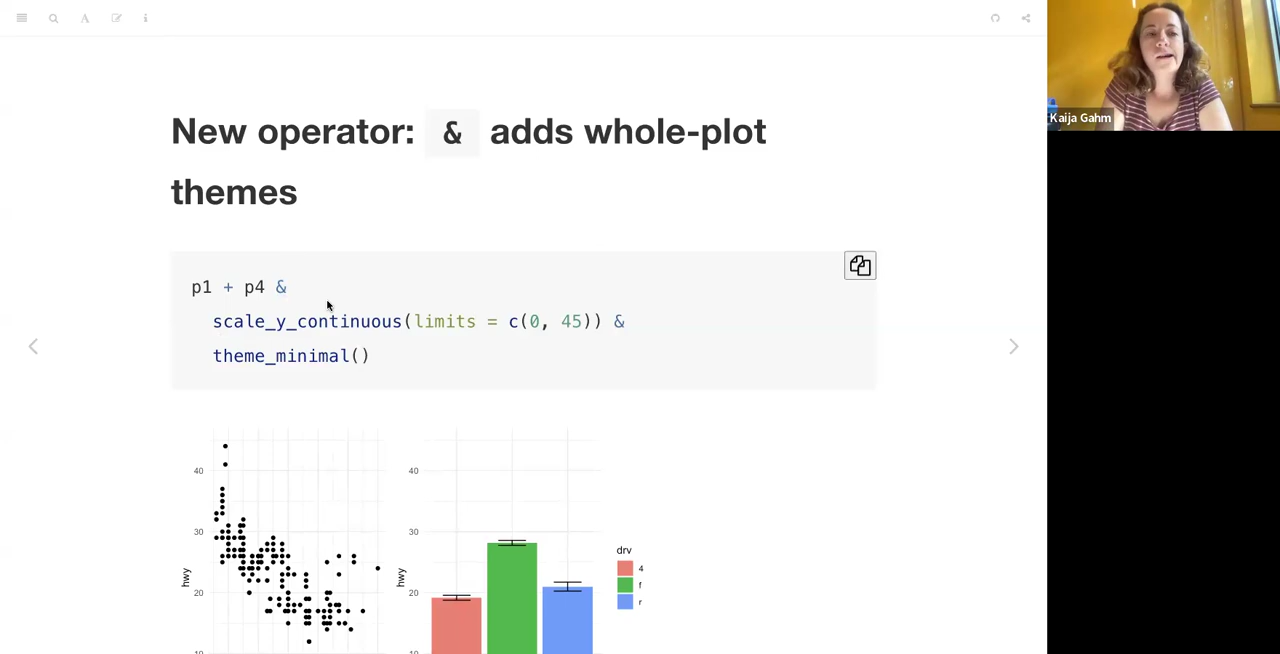 Kaija Gahm
New operator: & adds whole-plot
themes
p1 + p4 &
scale_y_continuous(limits = c(0, 45)) &
theme_minimal()
40
30
20
10
hwy
40
30
20
10
hwy
drv
4
f
r